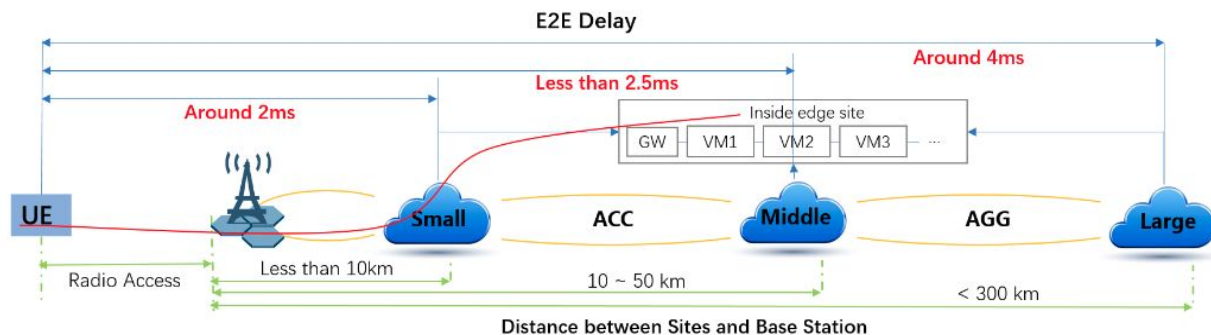 E2E Delay
Around 4ms
Less than 2.5ms
Around 2ms
Inside edge site
GW VM1 VM2 VM3 ...
UE Small ACC Middle AGG Large
Radio Access
Less than 10km
10 ~ 50 km
< 300 km
Distance between Sites and Base Station